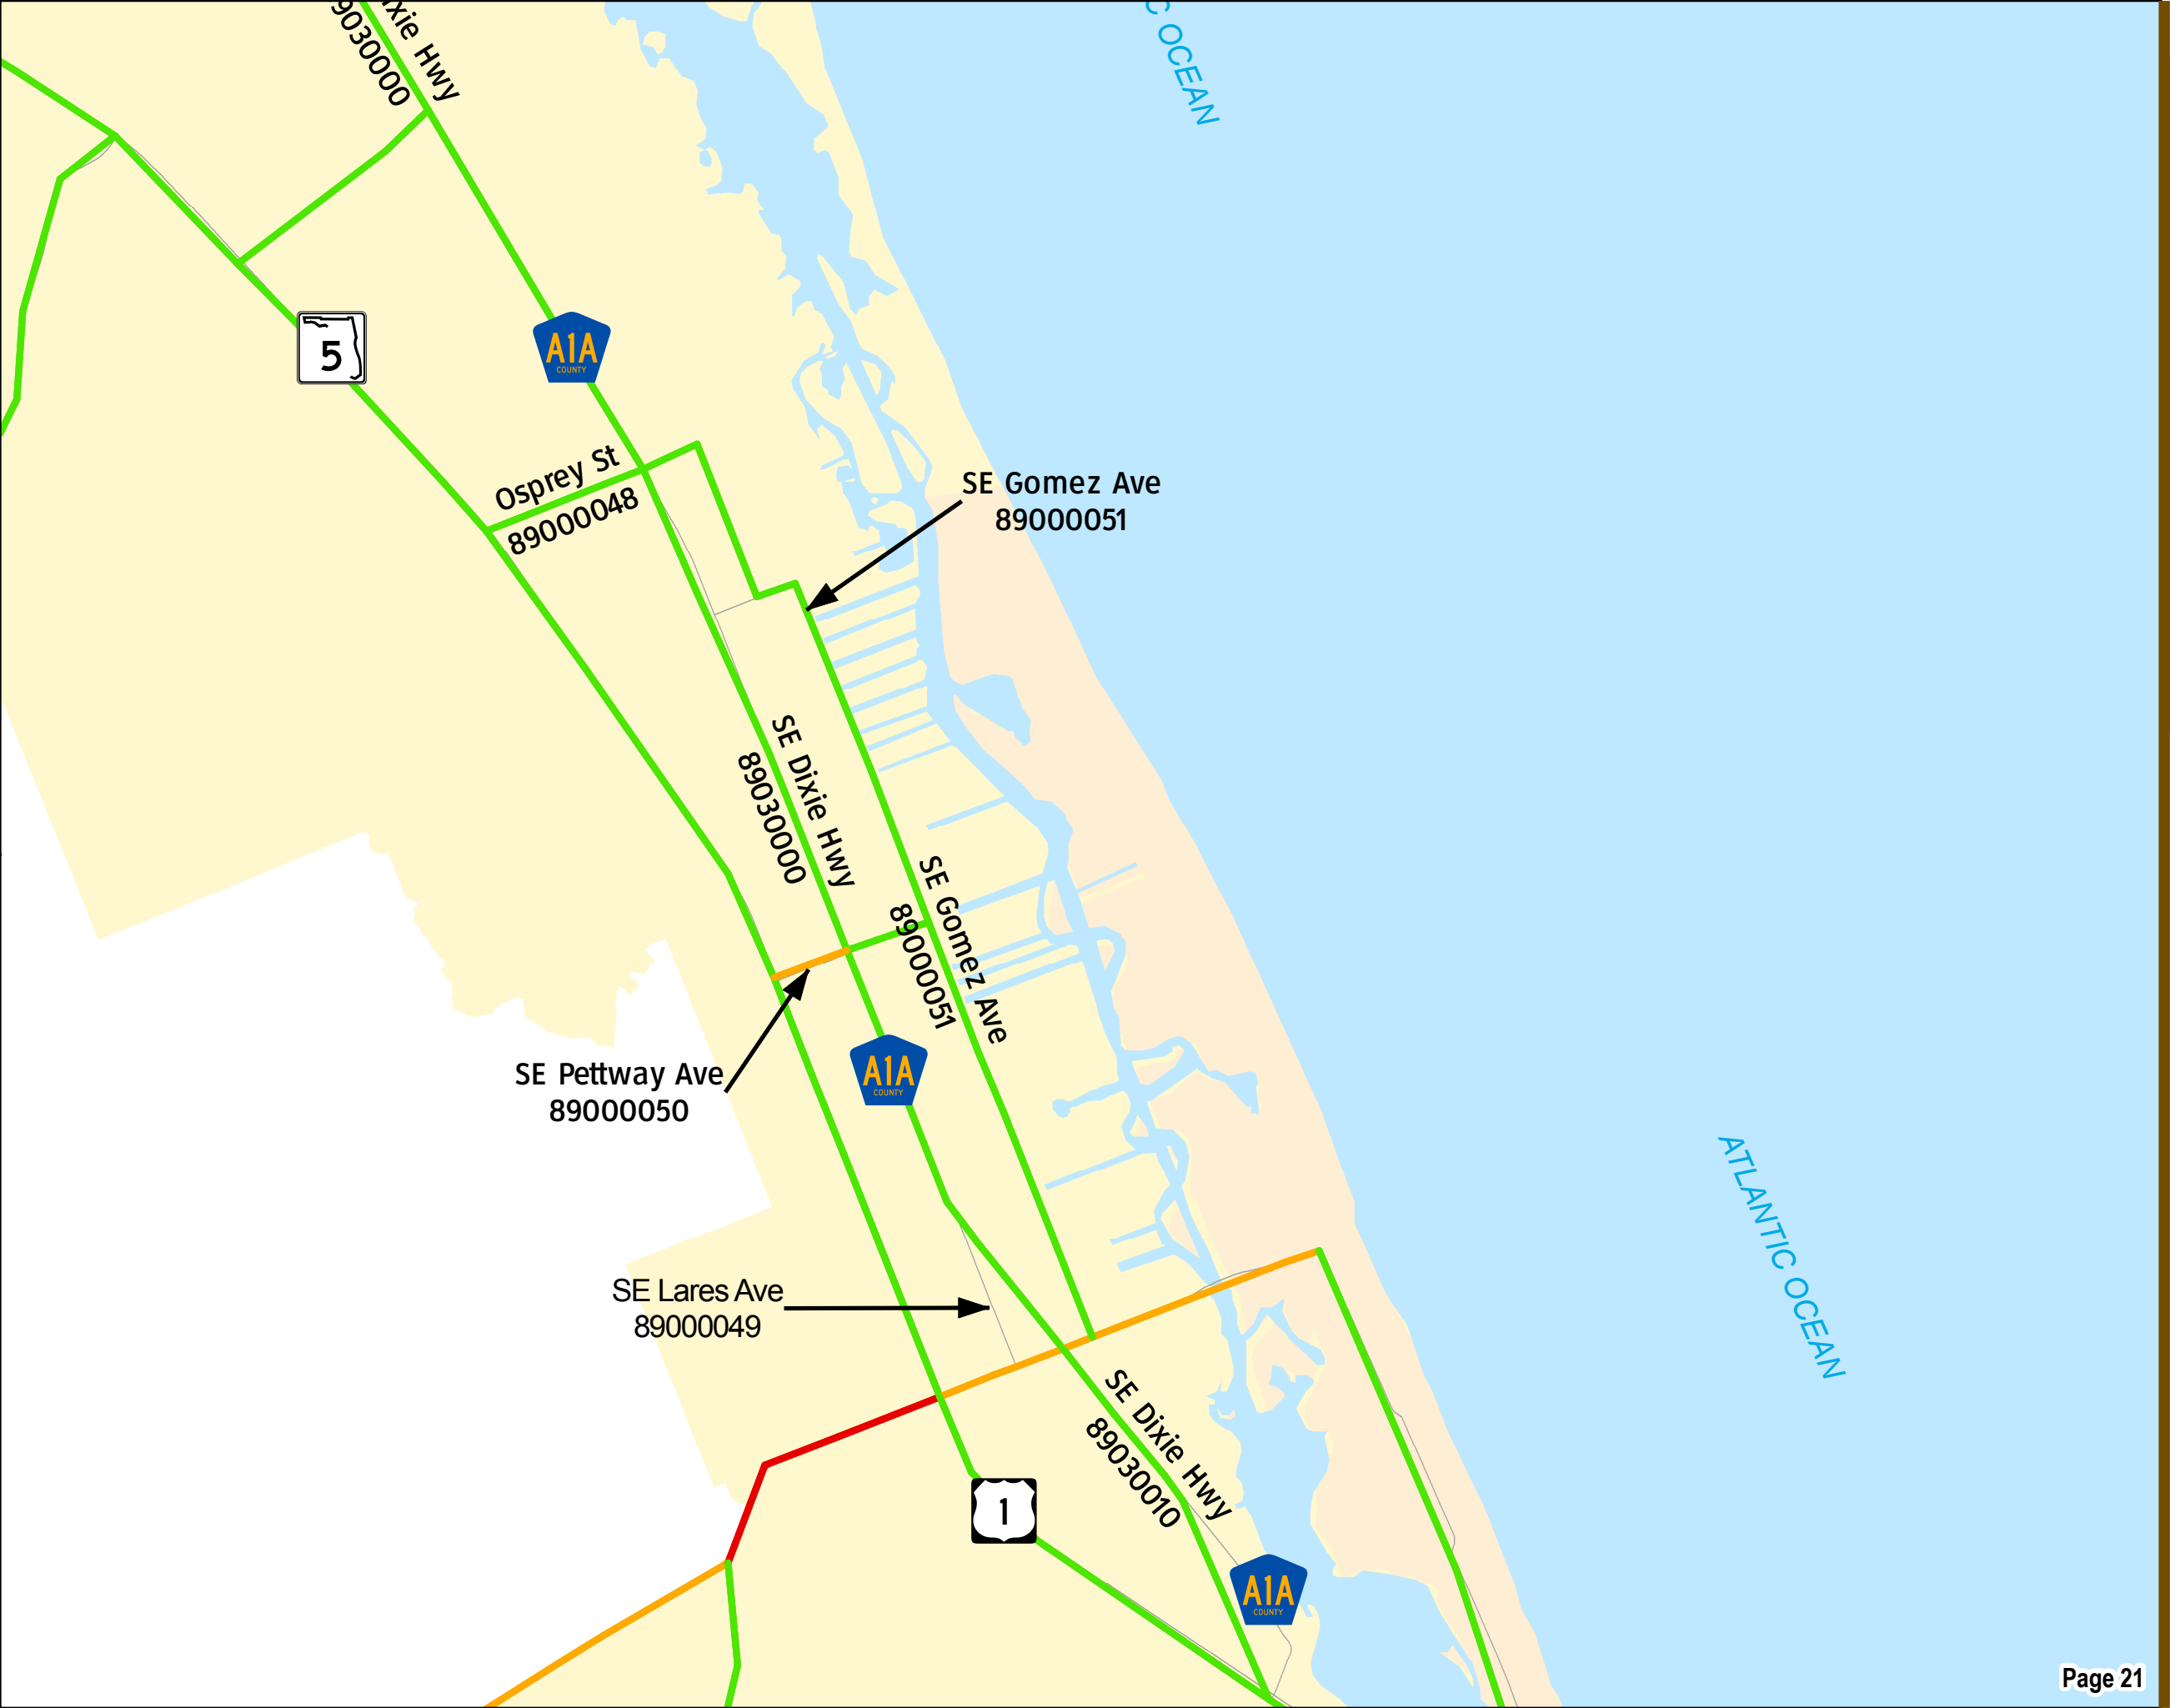 xie Hwy
9030000
C OCEAN
5
A1A
COUNTY
Osprey St
89000048
SE Gomez Ave
89000051
SE Dixie Hwy
89030000
SE Gomez Ave
89000051
SE Pettway Ave
89000050
A1A
COUNTY
ATLANTIC OCEAN
SE Lares Ave
89000049
SE Dixie Hwy
89030010
1
A1A
COUNTY
Page 21